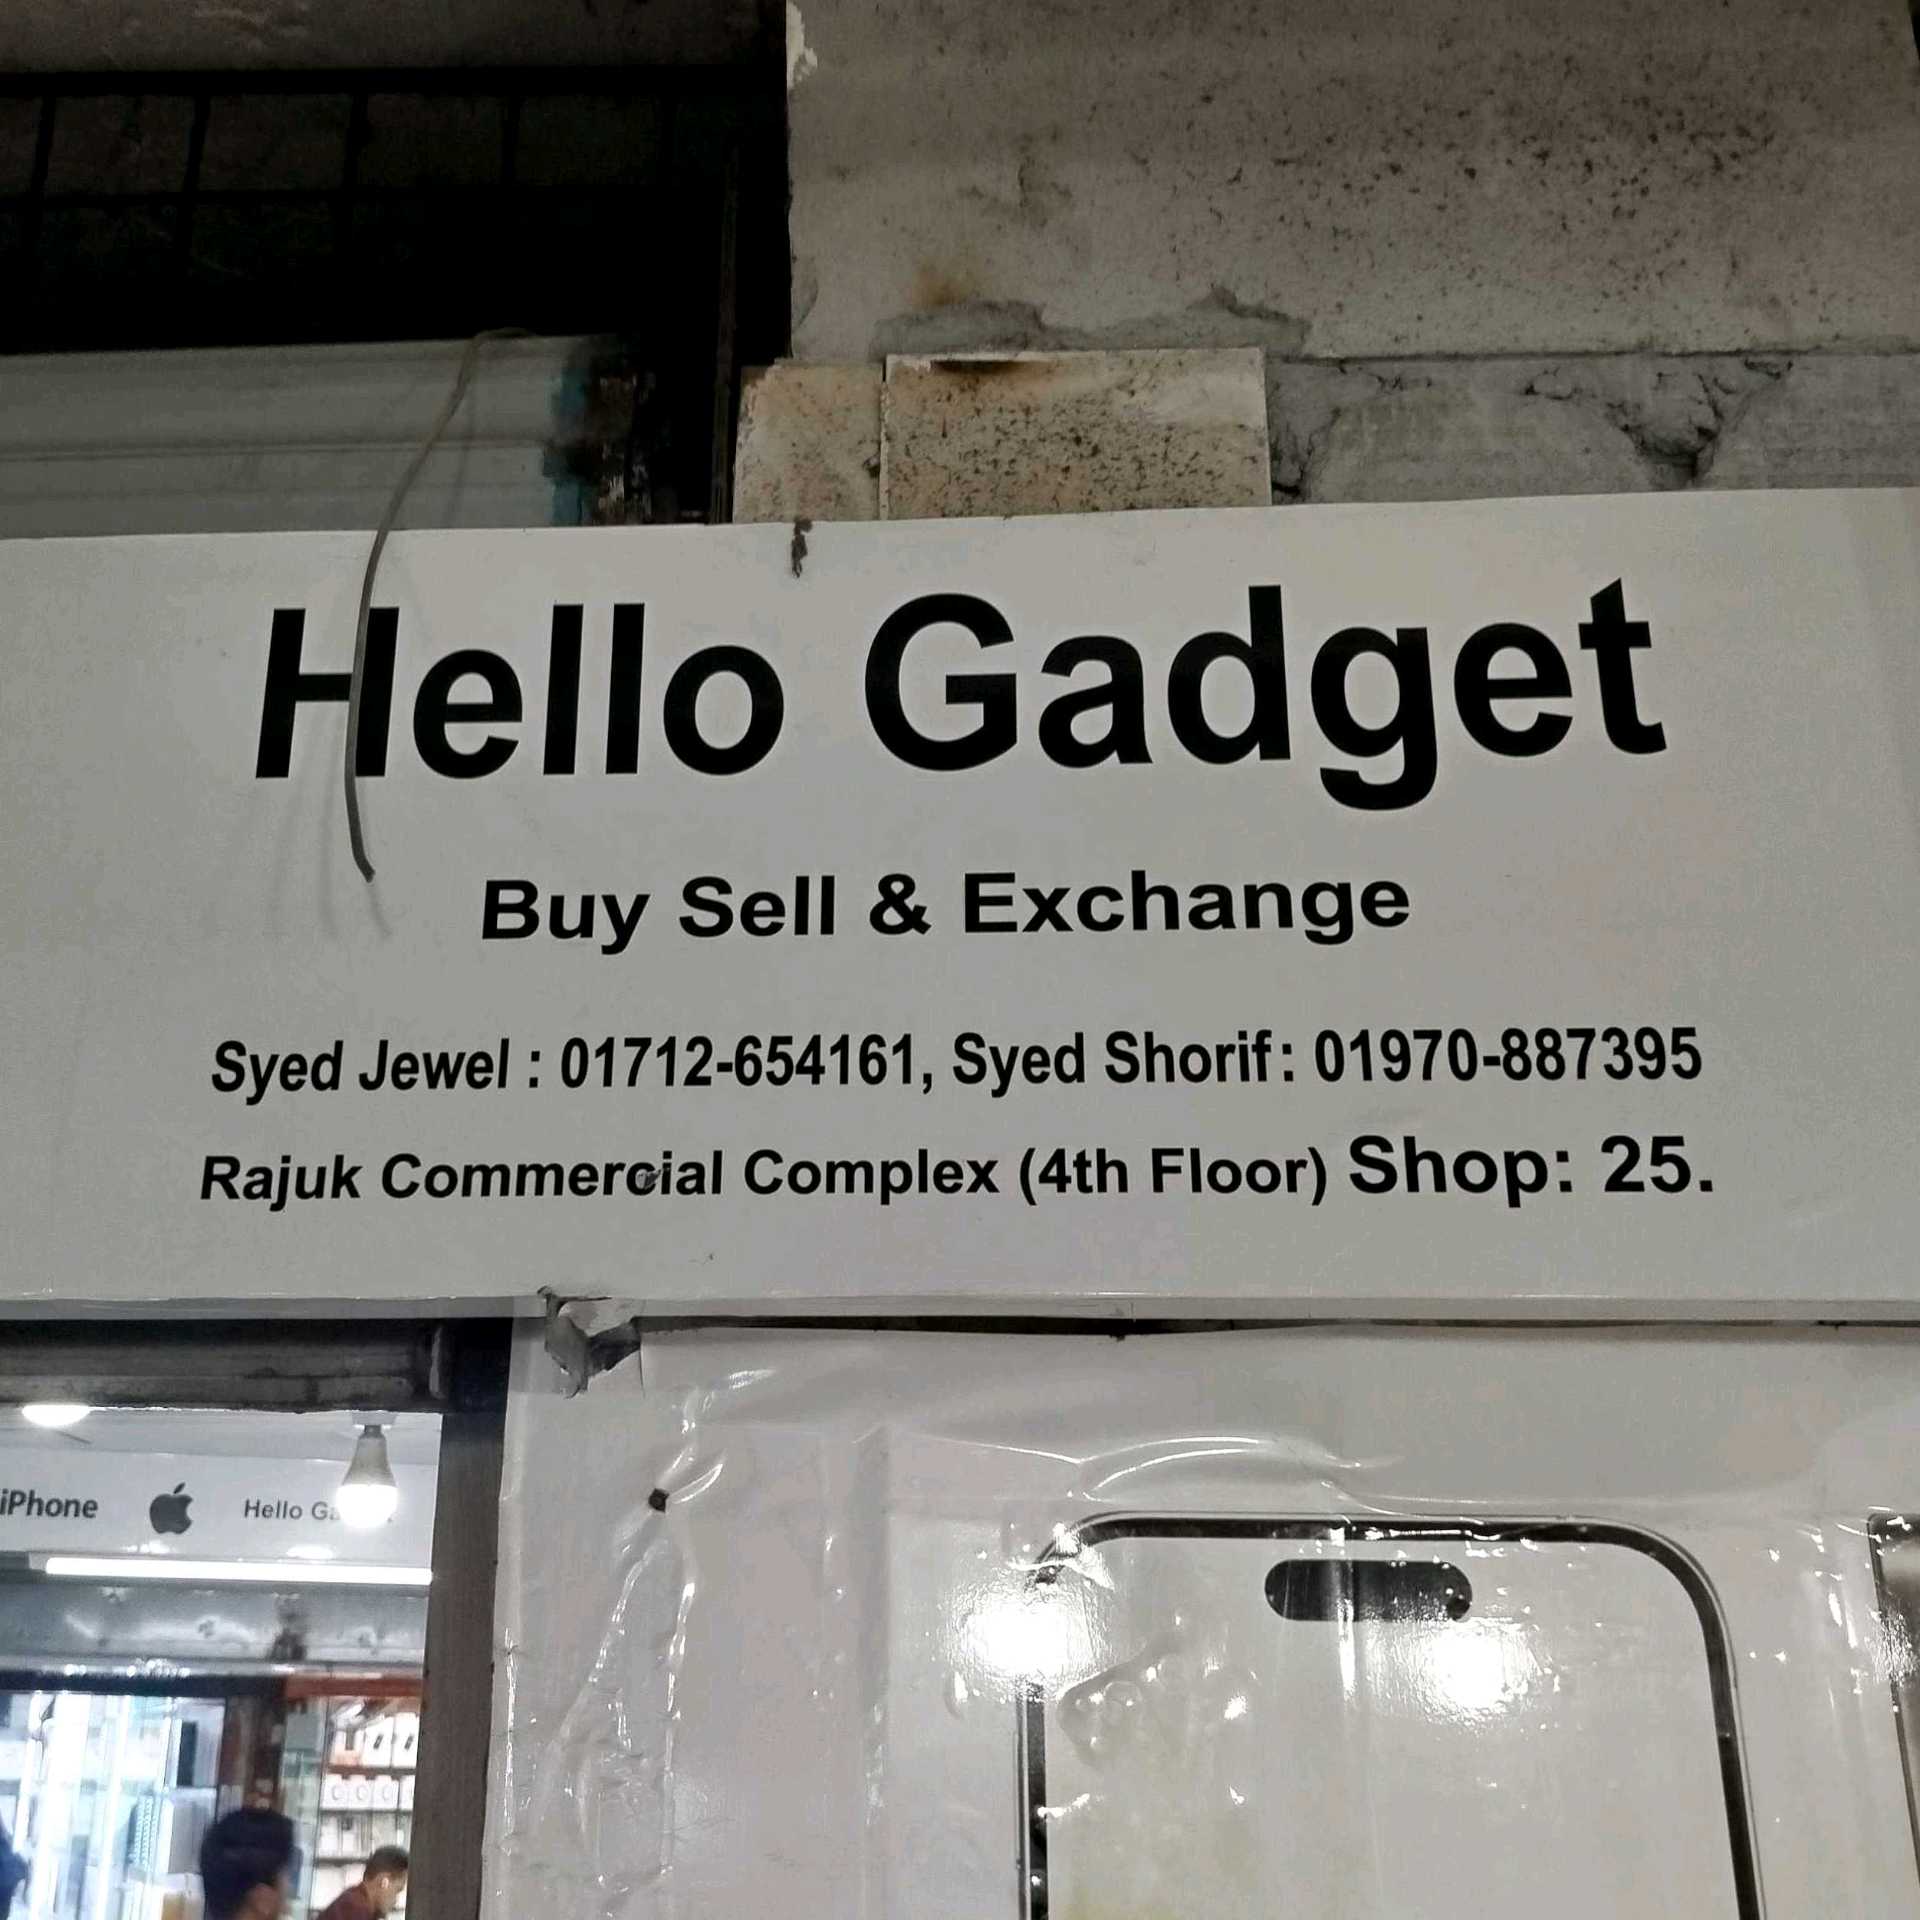 Hello Gadget
Buy Sell & Exchange
Syed Jewel : 01712-654161, Syed Shorif: 01970-887395
Rajuk Commercial Complex (4th Floor) Shop: 25.
iPhone Hello